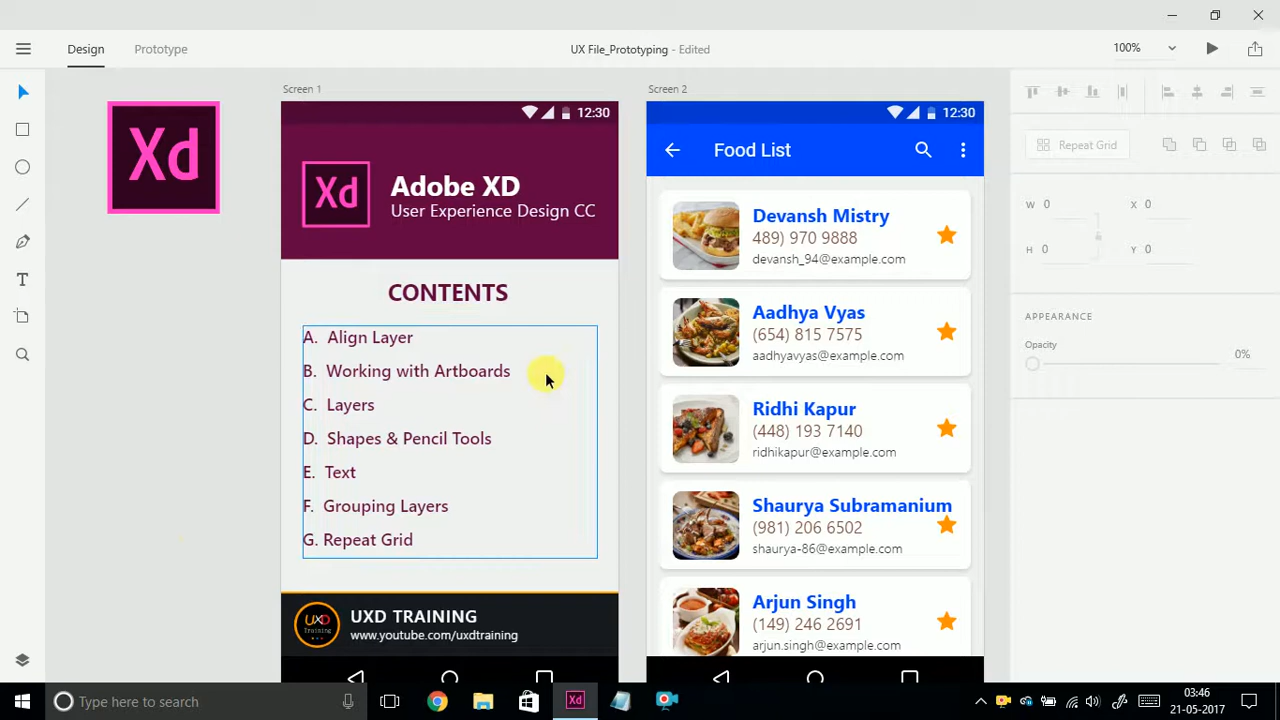 Design
Prototype
UX File_Prototyping - Edited
100%
Xd
Screen 1
12:30
Xd
Adobe XD
User Experience Design CC
CONTENTS
A. Align Layer
B. Working with Artboards
C. Layers
D. Shapes & Pencil Tools
E. Text
F. Grouping Layers
G. Repeat Grid
UXD
Training
UXD TRAINING
www.youtube.com/uxdtraining
Screen 2
12:30
Food List
Devansh Mistry
489) 970 9888
devansh_94@example.com
Aadhya Vyas
(654) 815 7575
aadhyavyas@example.com
Ridhi Kapur
(448) 193 7140
ridhikapur@example.com
Shaurya Subramanium
(981) 206 6502
shaurya-86@example.com
Arjun Singh
(149) 246 2691
arjun.singh@example.com
Repeat Grid
W 0 X 0
H 0 Y 0
APPEARANCE
Opacity
0%
T
Type here to search
Xd
03:46
21-05-2017